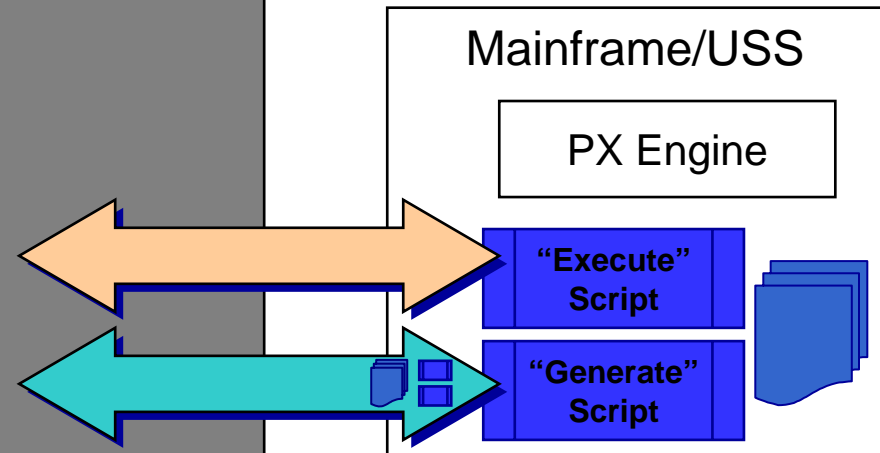 Mainframe/USS
PX Engine
“Execute”
Script
“Generate”
Script